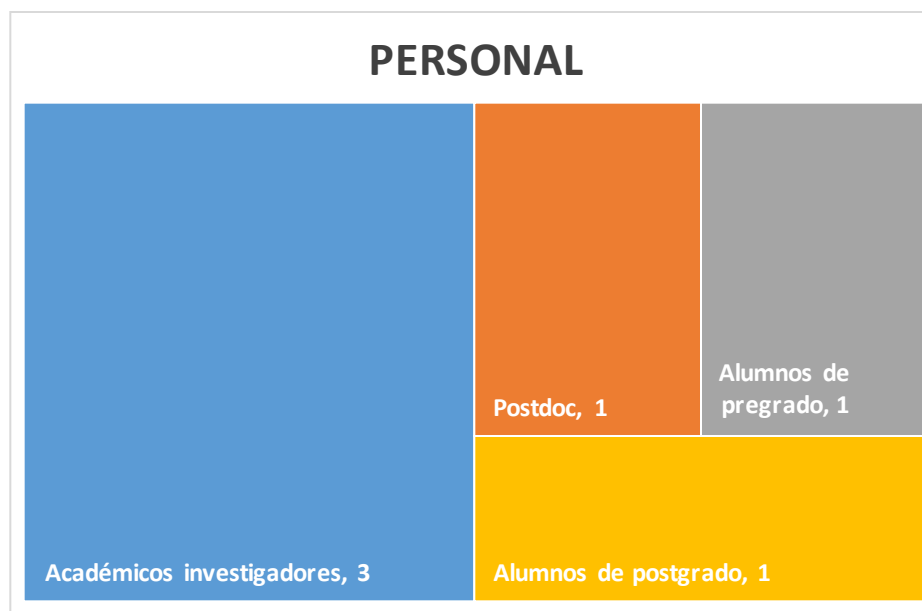 PERSONAL
Académicos investigadores, 3
Postdoc, 1
Alumnos de
pregrado, 1
Alumnos de postgrado, 1